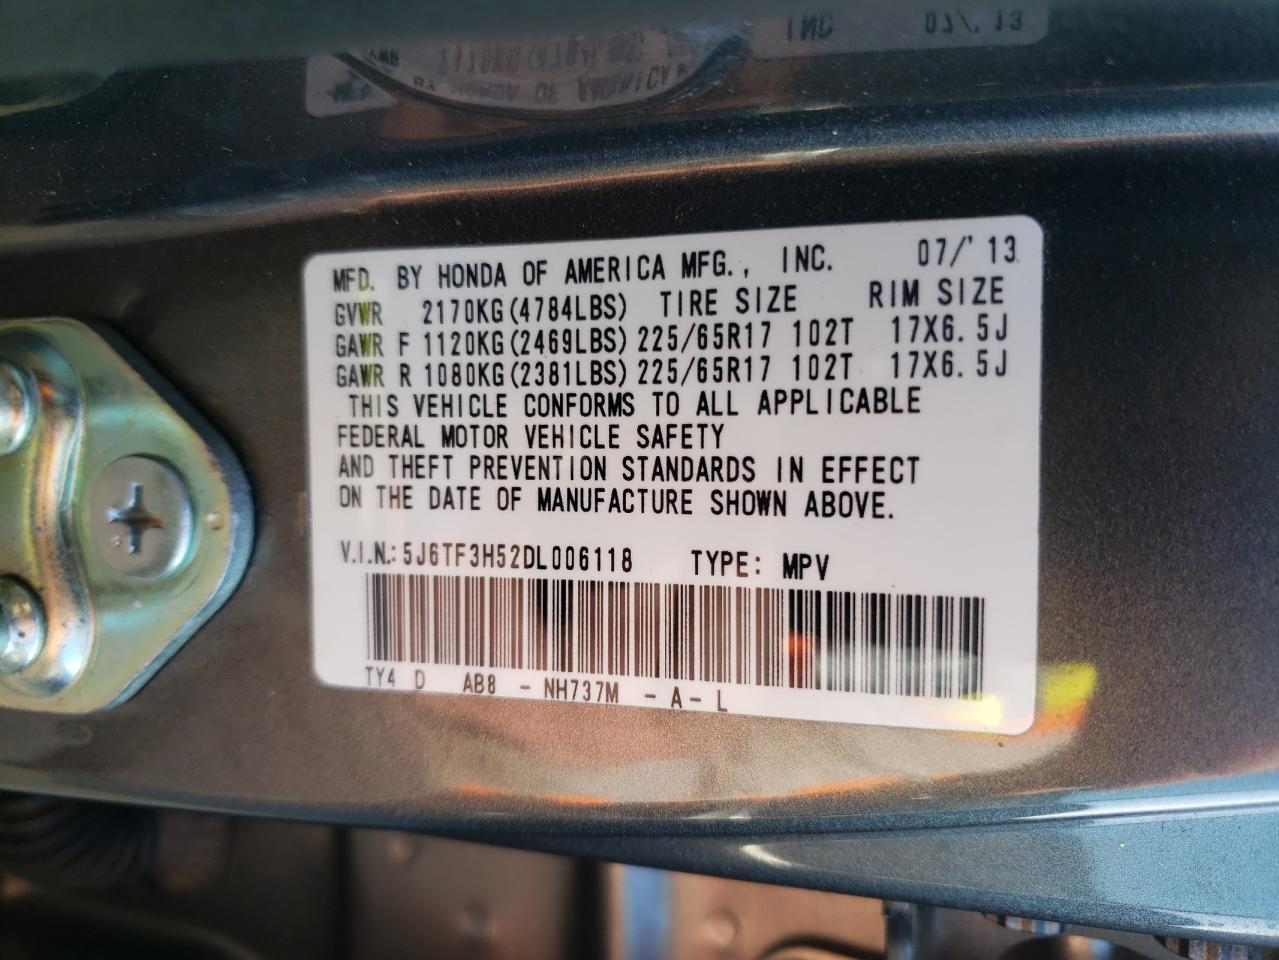 MFD. BY HONDA OF AMERICA MFG., INC. 07/'13
GVWR 2170KG(4784LBS) TIRE SIZE RIM SIZE
GAWR F 1120KG(2469LBS) 225/65R17 102T 17X6.5J
GAWR R 1080KG(2381LBS) 225/65R17 102T 17X6.5J
THIS VEHICLE CONFORMS TO ALL APPLICABLE
FEDERAL MOTOR VEHICLE SAFETY
AND THEFT PREVENTION STANDARDS IN EFFECT
ON THE DATE OF MANUFACTURE SHOWN ABOVE.
V.I.N.: 5J6TF3H52DL006118 TYPE: MPV
TY4 D AB8 - NH737M - A - L